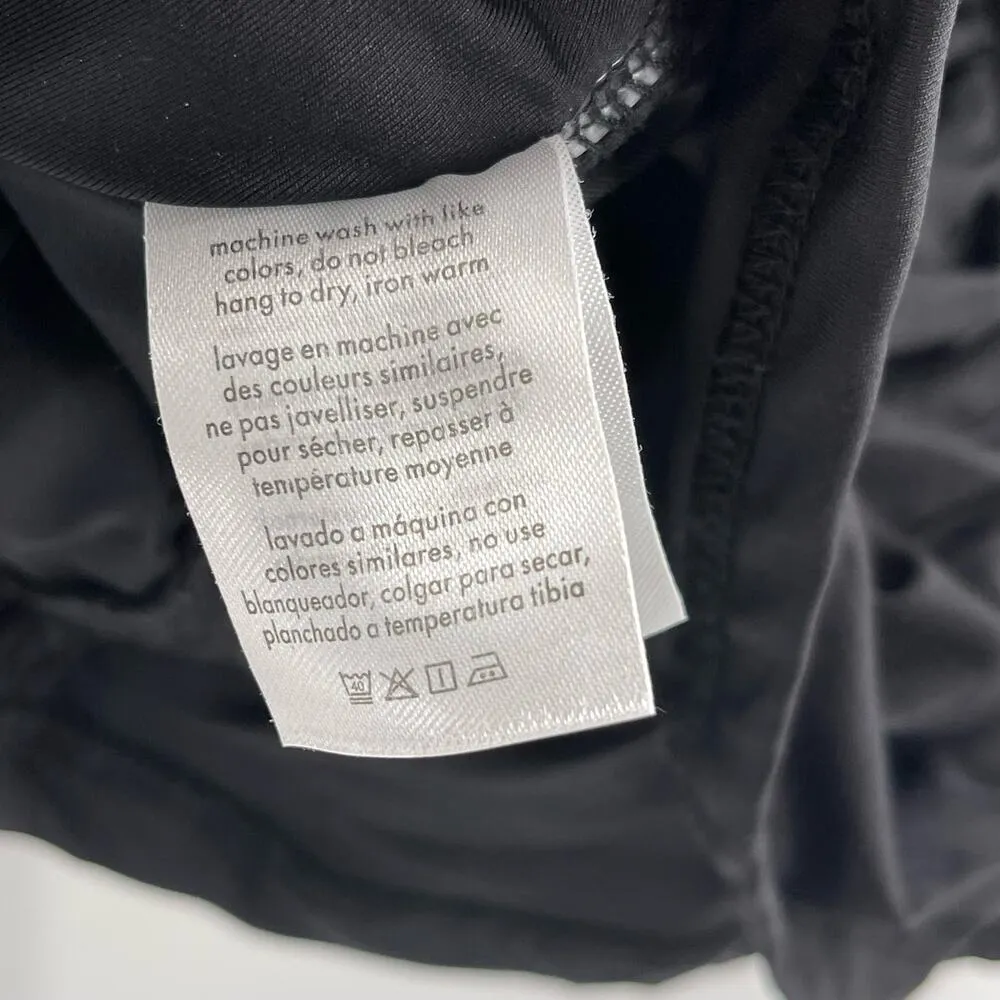 machine wash with like
colors, do not bleach
hang to dry, iron warm
lavage en machine avec
des couleurs similaires,
ne pas javelliser, suspendre
pour sécher, repasser à
température moyenne
lavado a máquina con
colores similares, no use
blanqueador, colgar para secar,
planchado a temperatura tibia
40